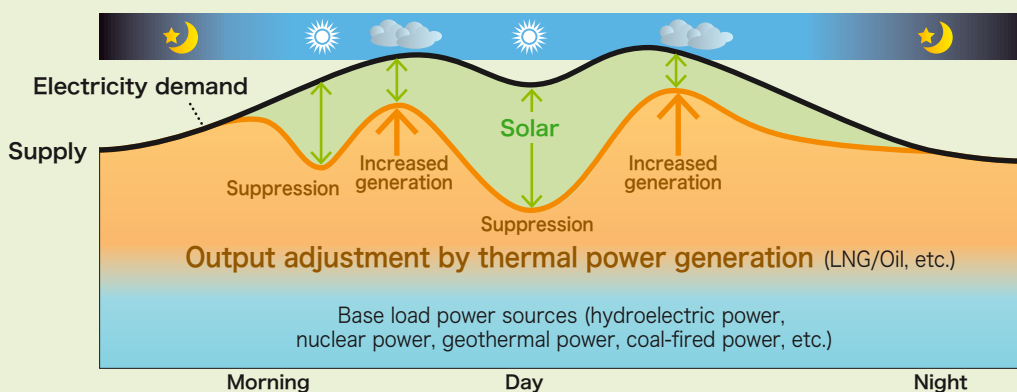 Electricity demand
Supply
Solar
Suppression
Increased
generation
Suppression
Increased
generation
Output adjustment by thermal power generation (LNG/Oil, etc.)
Base load power sources (hydroelectric power,
nuclear power, geothermal power, coal-fired power, etc.)
Morning
Day
Night